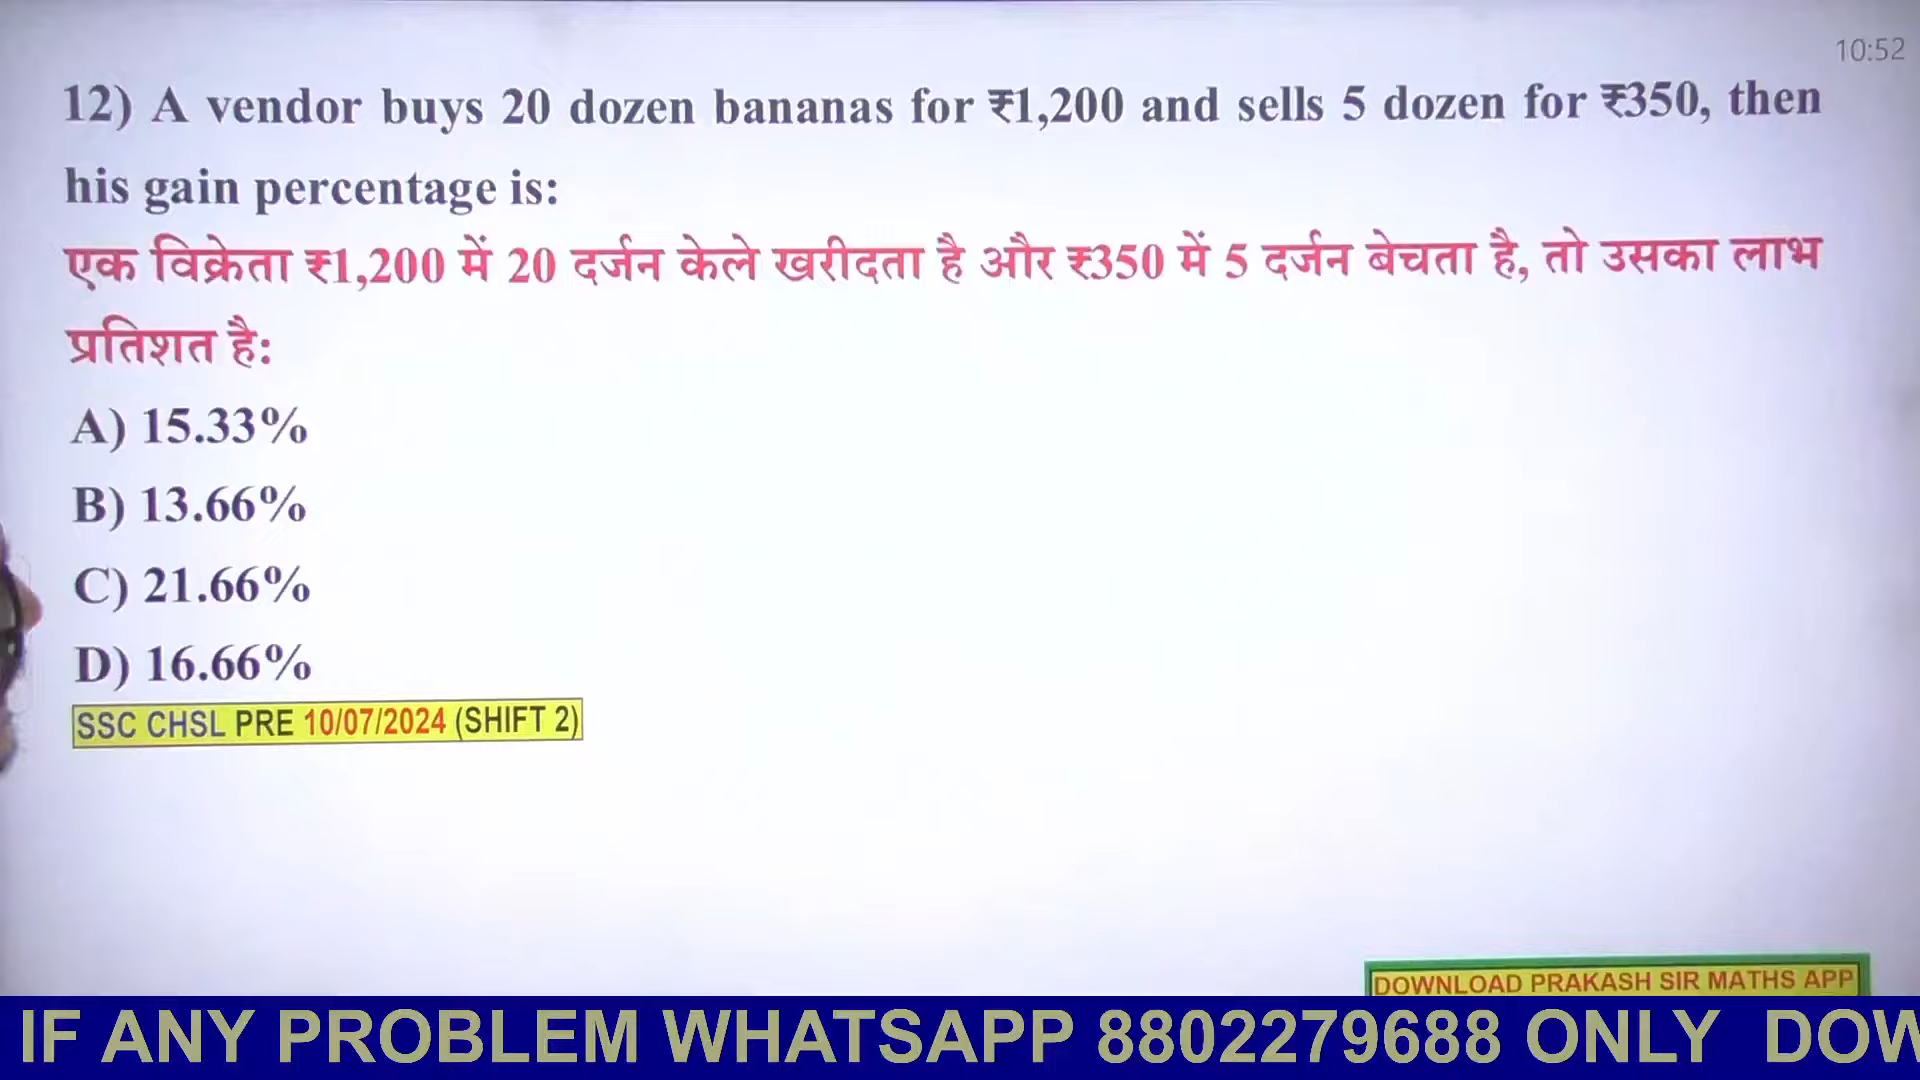 10:52
12) A vendor buys 20 dozen bananas for ₹1,200 and sells 5 dozen for ₹350, then
his gain percentage is:
एक विक्रेता ₹1,200 में 20 दर्जन केले खरीदता है और ₹350 में 5 दर्जन बेचता है, तो उसका लाभ
प्रतिशत है:
A) 15.33%
B) 13.66%
C) 21.66%
D) 16.66%
SSC CHSL PRE 10/07/2024 (SHIFT 2)
DOWNLOAD PRAKASH SIR MATHS APP
IF ANY PROBLEM WHATSAPP 8802279688 ONLY DOW